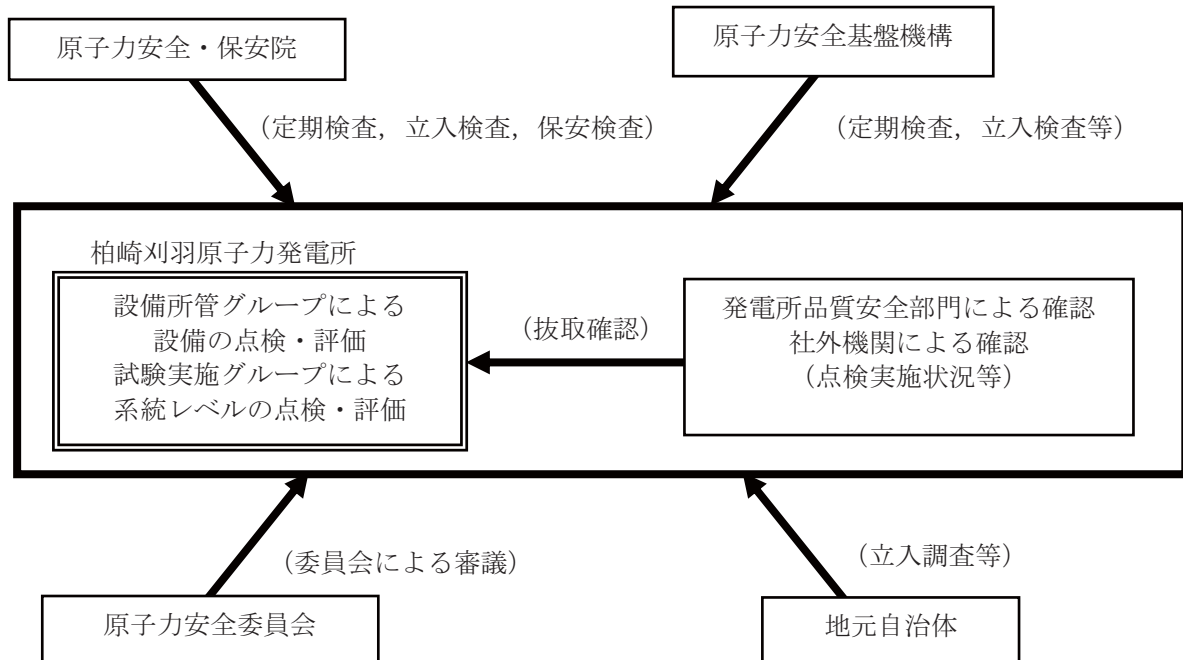 原子力安全・保安院
原子力安全基盤機構
（定期検査，立入検査，保安検査）
（定期検査，立入検査等）
柏崎刈羽原子力発電所
設備所管グループによる
設備の点検・評価
試験実施グループによる
系統レベルの点検・評価
（抜取確認）
発電所品質安全部門による確認
社外機関による確認
（点検実施状況等）
（委員会による審議）
（立入調査等）
原子力安全委員会
地元自治体